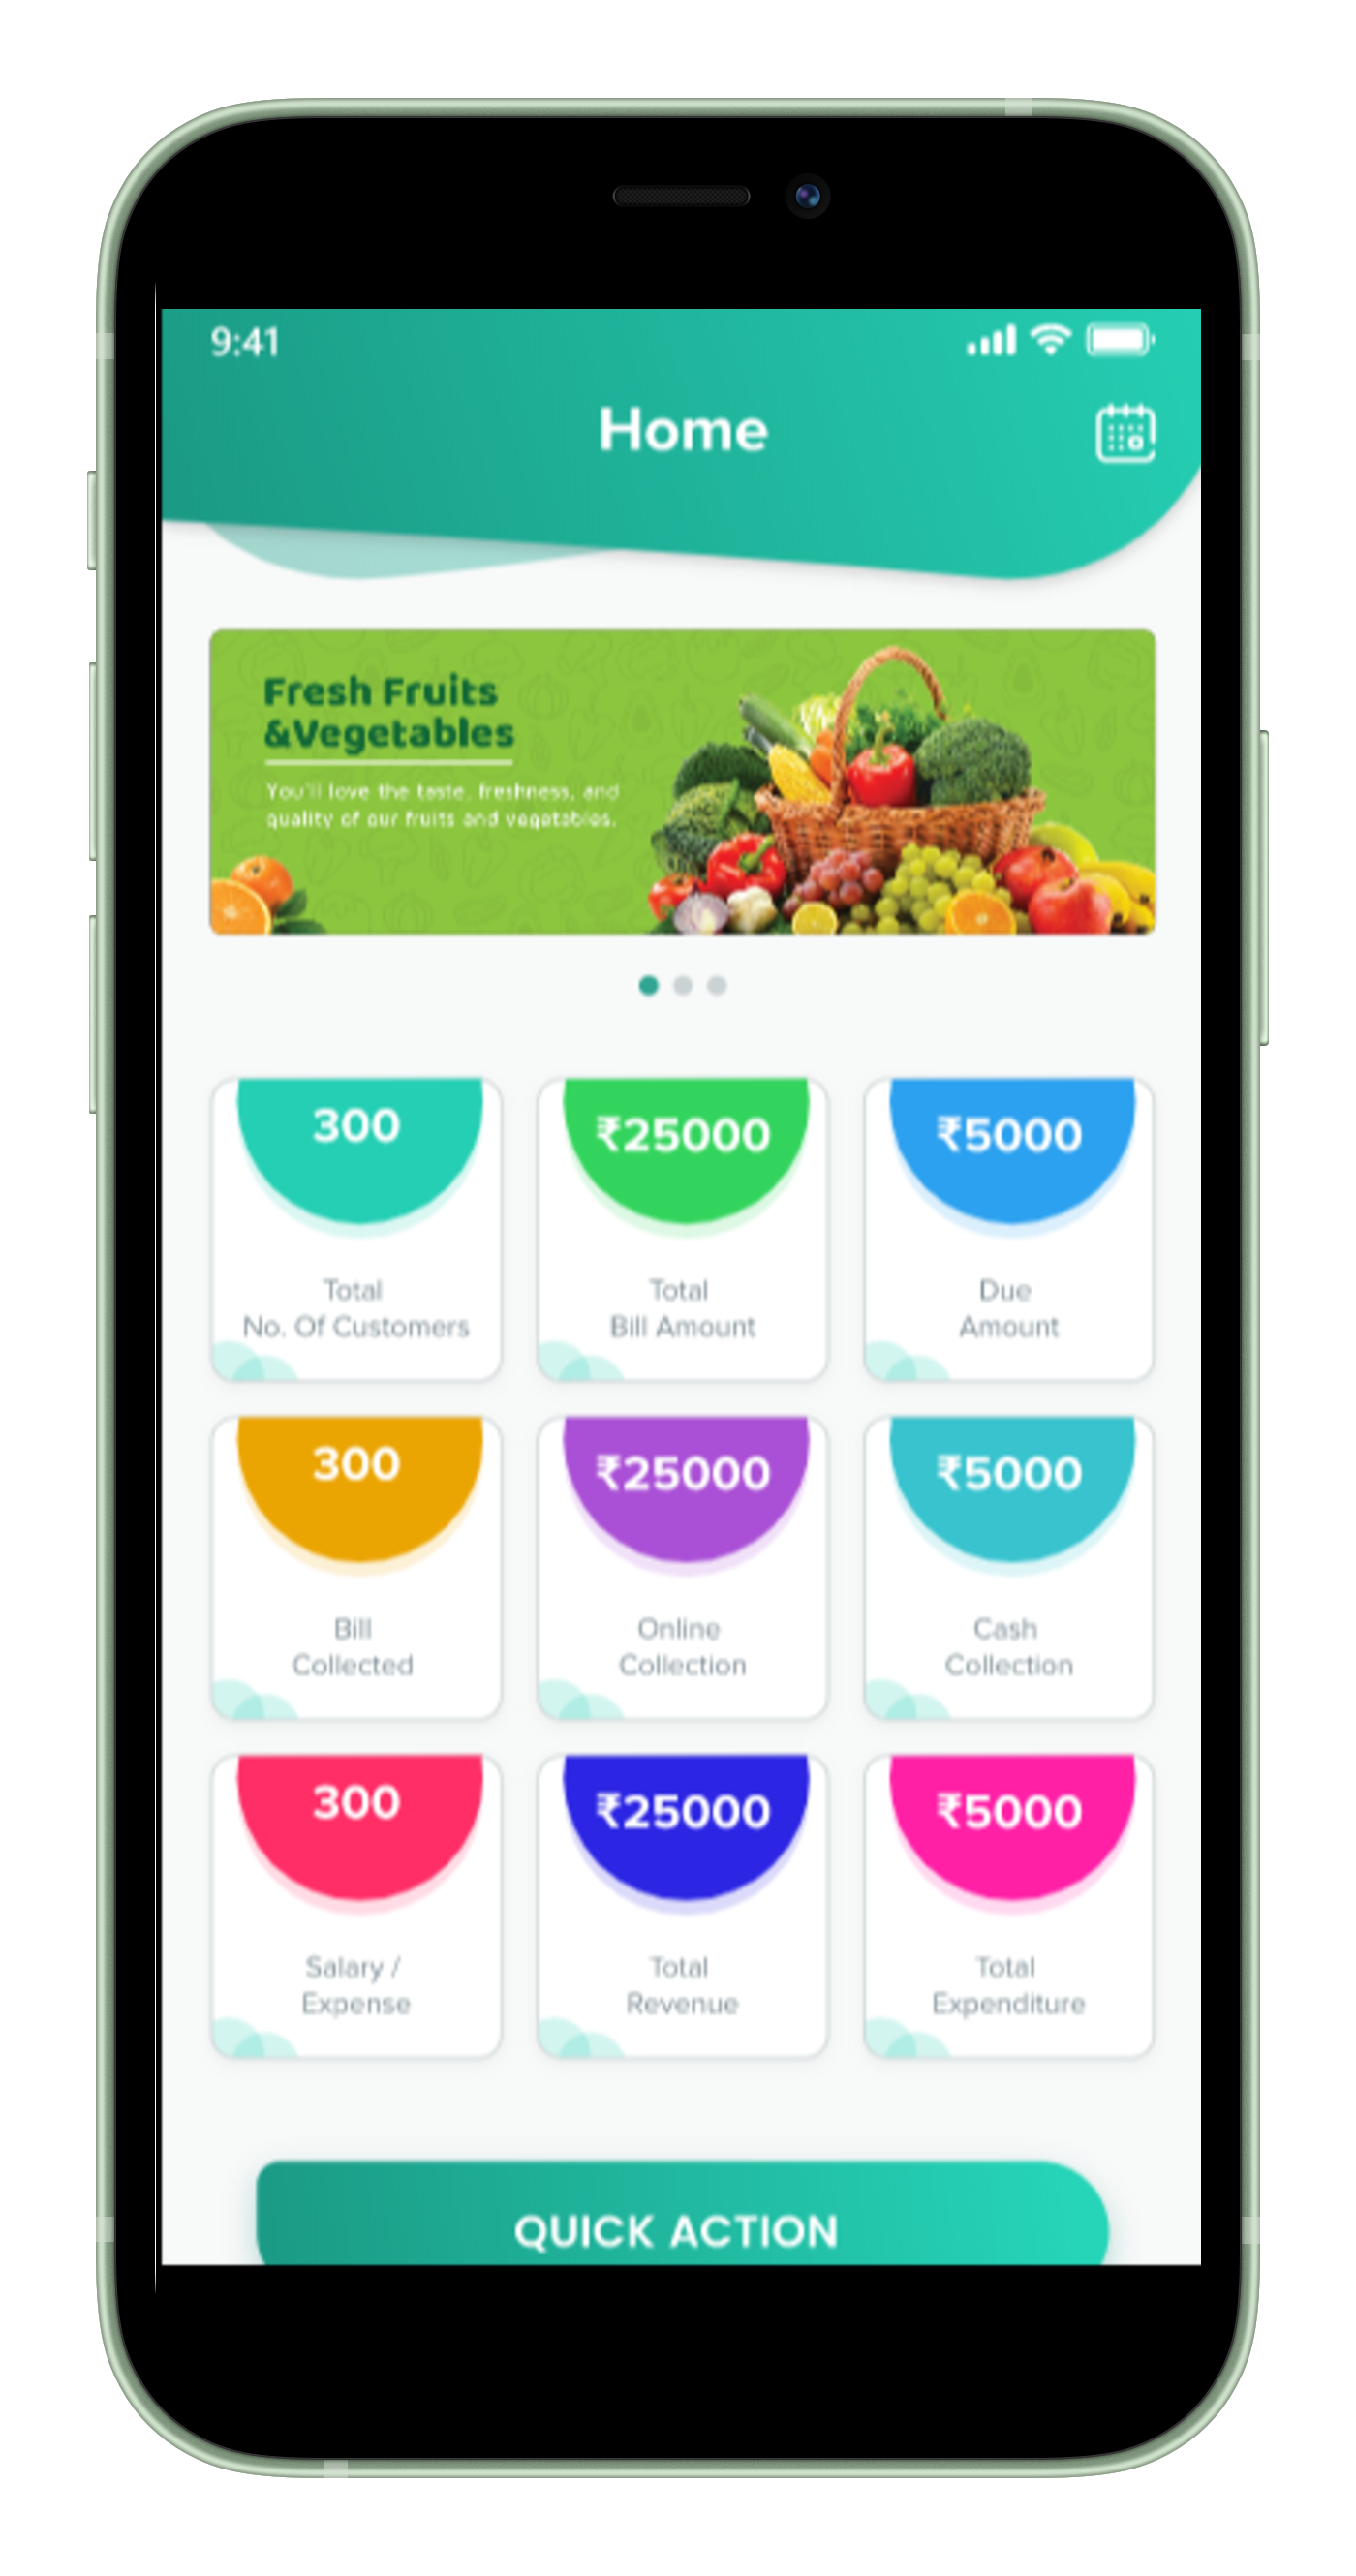 9:41
Home
Fresh Fruits
&Vegetables
You'll love the taste, freshness, and
quality of our fruits and vegetables.
300
₹25000
₹5000
Total
No. Of Customers
Total
Bill Amount
Due
Amount
300
₹25000
₹5000
Bill
Collected
Online
Collection
Cash
Collection
300
₹25000
₹5000
Salary /
Expense
Total
Revenue
Total
Expenditure
QUICK ACTION